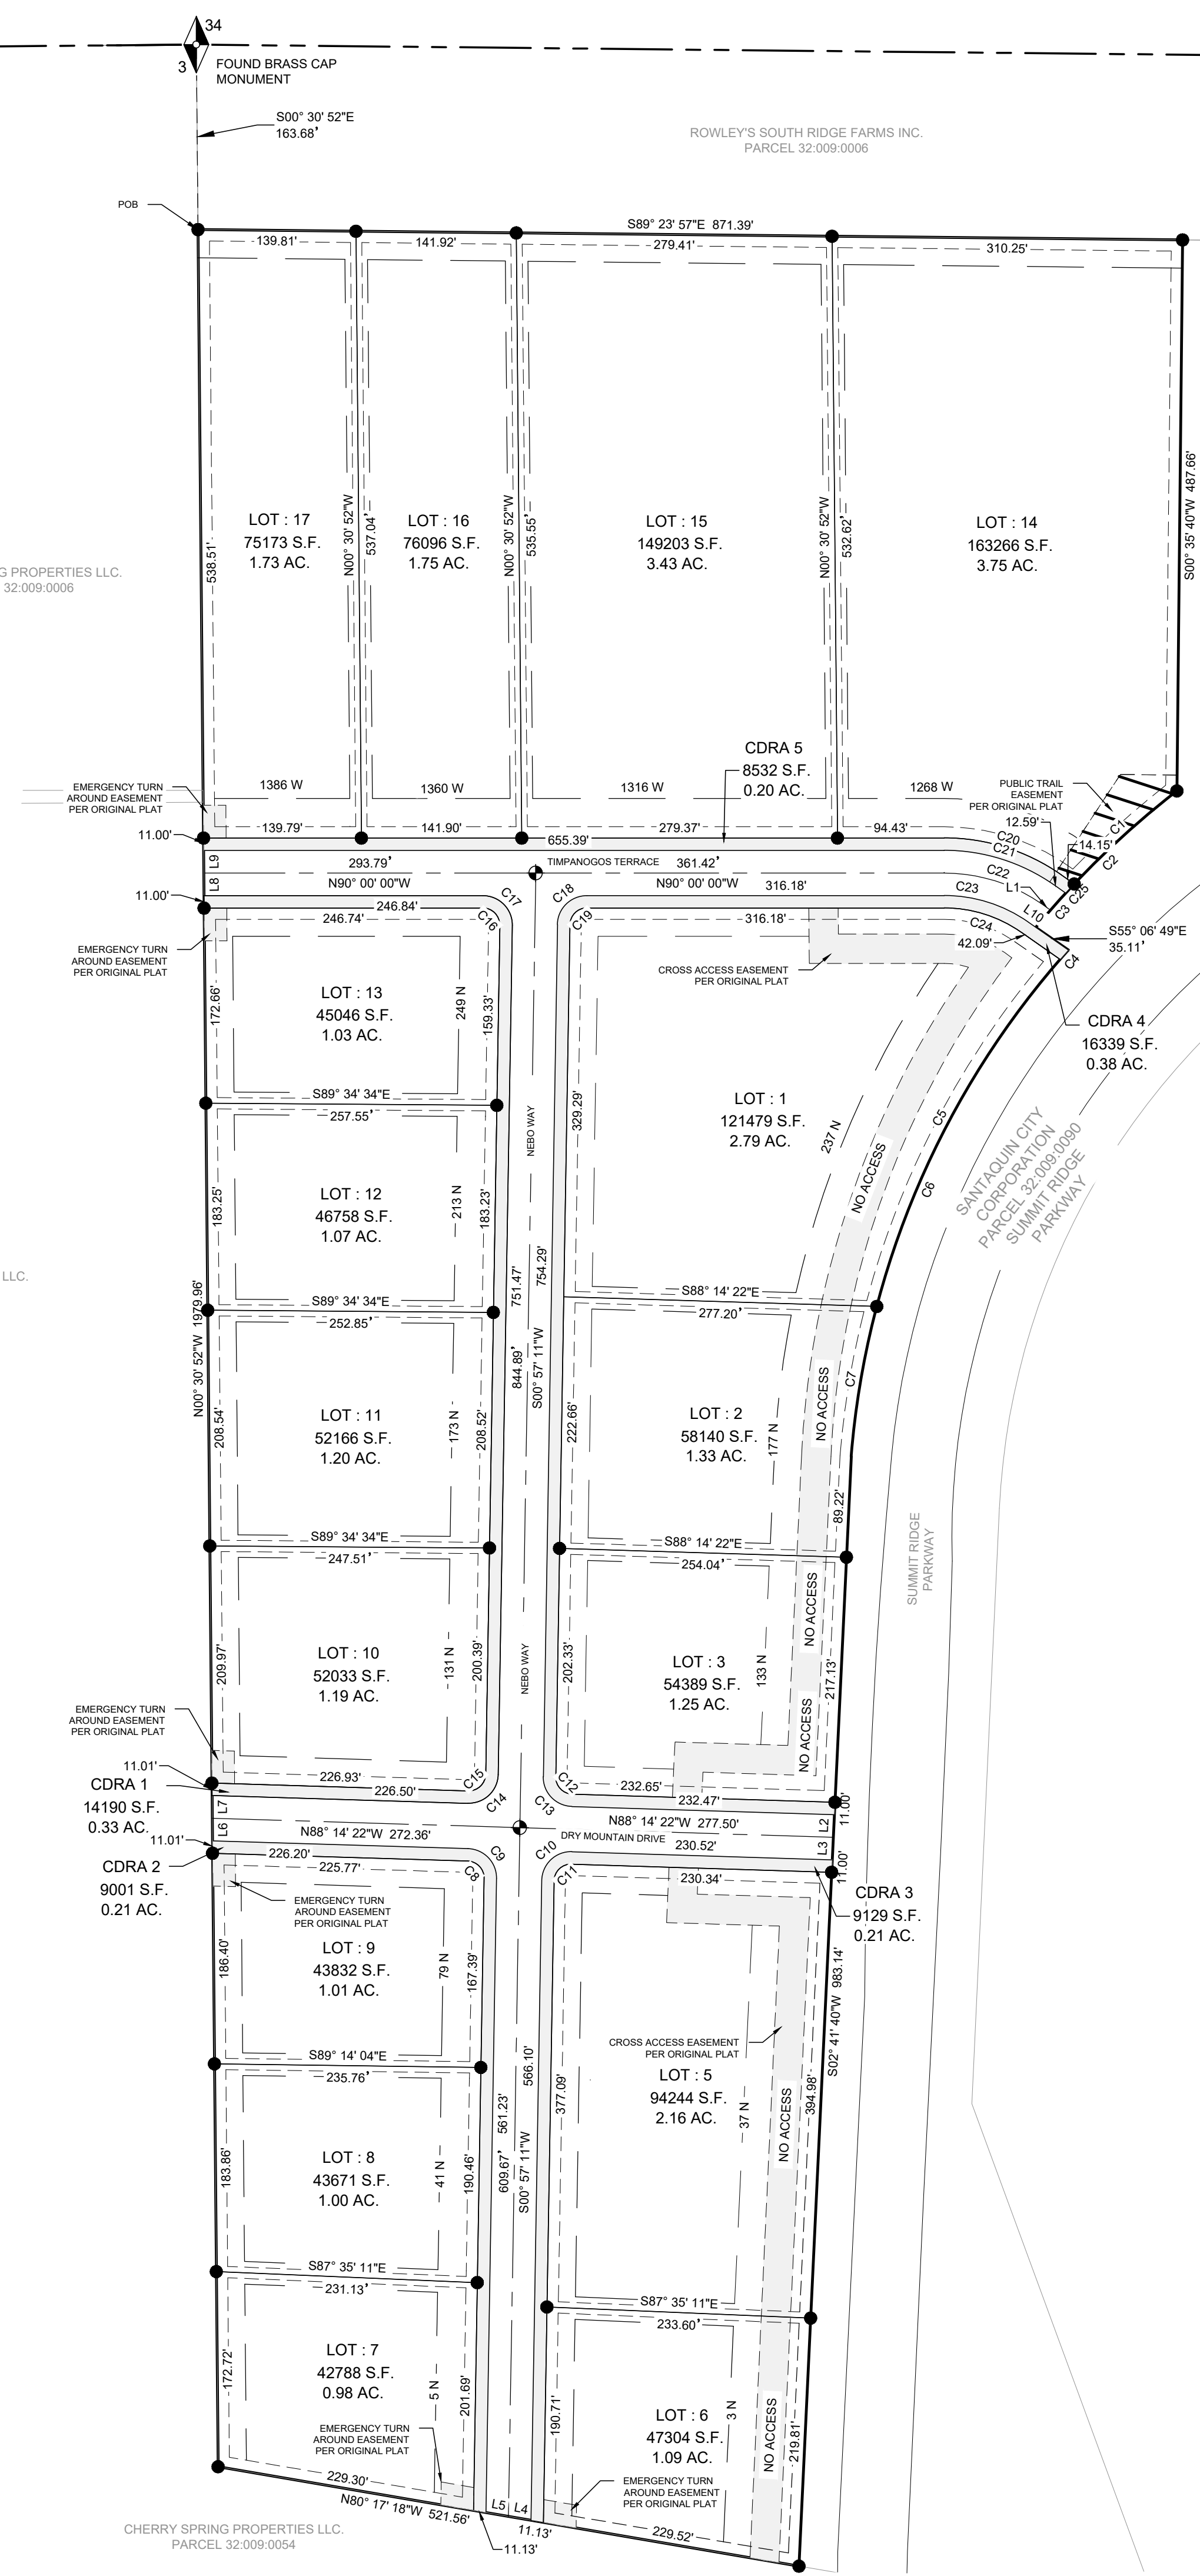 34
3
FOUND BRASS CAP
MONUMENT
S00° 30' 52"E
163.68'
ROWLEY'S SOUTH RIDGE FARMS INC.
PARCEL 32:009:0006
POB
S89° 23' 57"E 871.39'
139.81'
141.92'
279.41'
310.25'
538.51'
LOT : 17
75173 S.F.
1.73 AC.
N00° 30' 52"W
537.04'
LOT : 16
76096 S.F.
1.75 AC.
N00° 30' 52"W
535.55'
LOT : 15
149203 S.F.
3.43 AC.
N00° 30' 52"W
532.62'
LOT : 14
163266 S.F.
3.75 AC.
S00° 35' 40"W 487.66'
G PROPERTIES LLC.
32:009:0006
CDRA 5
8532 S.F.
0.20 AC.
EMERGENCY TURN
AROUND EASEMENT
PER ORIGINAL PLAT
1386 W
1360 W
1316 W
1268 W
PUBLIC TRAIL
EASEMENT
PER ORIGINAL PLAT
12.59'
C1
C2
11.00'
139.79'
141.90'
279.37'
94.43'
655.39'
C20
C21
14.15'
L9
293.79'
TIMPANOGOS TERRACE
361.42'
C22
L8
N90° 00' 00"W
N90° 00' 00"W
316.18'
C23
L1
C25
C3
L10
11.00'
246.84'
246.74'
C17
C16
C18
C19
316.18'
C24
42.09'
S55° 06' 49"E
35.11'
C4
EMERGENCY TURN
AROUND EASEMENT
PER ORIGINAL PLAT
CROSS ACCESS EASEMENT
PER ORIGINAL PLAT
172.66'
LOT : 13
45046 S.F.
1.03 AC.
249 N
159.33'
CDRA 4
16339 S.F.
0.38 AC.
S89° 34' 34"E
257.55'
NEBO WAY
329.29'
LOT : 1
121479 S.F.
2.79 AC.
237 N
NO ACCESS
C5
C6
SANTAQUIN CITY
CORPORATION
PARCEL 32:009:0090
SUMMIT RIDGE
PARKWAY
183.25'
LOT : 12
46758 S.F.
1.07 AC.
213 N
183.23'
LLC.
N00° 30' 52"W 1979.96'
S89° 34' 34"E
252.85'
751.47'
754.29'
844.89'
S00° 57' 11"W
S88° 14' 22"E
277.20'
208.54'
LOT : 11
52166 S.F.
1.20 AC.
173 N
208.52'
222.66'
LOT : 2
58140 S.F.
1.33 AC.
177 N
NO ACCESS
C7
89.22'
S89° 34' 34"E
247.51'
S88° 14' 22"E
254.04'
SUMMIT RIDGE
PARKWAY
209.97'
LOT : 10
52033 S.F.
1.19 AC.
131 N
200.39'
NEBO WAY
202.33'
LOT : 3
54389 S.F.
1.25 AC.
133 N
NO ACCESS
NO ACCESS
217.13'
EMERGENCY TURN
AROUND EASEMENT
PER ORIGINAL PLAT
11.01'
CDRA 1
14190 S.F.
0.33 AC.
226.93'
226.50'
C15
C14
C12
C13
232.65'
232.47'
11.00'
L7
L6
N88° 14' 22"W 272.36'
N88° 14' 22"W 277.50'
DRY MOUNTAIN DRIVE
L2
L3
11.01'
CDRA 2
9001 S.F.
0.21 AC.
226.20'
225.77'
C9
C8
C10
C11
230.52'
230.34'
11.00'
CDRA 3
9129 S.F.
0.21 AC.
EMERGENCY TURN
AROUND EASEMENT
PER ORIGINAL PLAT
186.40'
LOT : 9
43832 S.F.
1.01 AC.
79 N
167.39'
S89° 14' 04"E
235.76'
566.10'
377.09'
CROSS ACCESS EASEMENT
PER ORIGINAL PLAT
LOT : 5
94244 S.F.
2.16 AC.
37 N
NO ACCESS
394.98'
S02° 41' 40"W 983.14'
183.86'
LOT : 8
43671 S.F.
1.00 AC.
41 N
190.46'
561.23'
609.67'
S00° 57' 11"W
S87° 35' 11"E
231.13'
S87° 35' 11"E
233.60'
172.72'
LOT : 7
42788 S.F.
0.98 AC.
5 N
201.69'
190.71'
LOT : 6
47304 S.F.
1.09 AC.
3 N
NO ACCESS
219.81'
EMERGENCY TURN
AROUND EASEMENT
PER ORIGINAL PLAT
EMERGENCY TURN
AROUND EASEMENT
PER ORIGINAL PLAT
229.30'
N80° 17' 18"W 521.56'
L5
L4
11.13'
11.13'
229.52'
CHERRY SPRING PROPERTIES LLC.
PARCEL 32:009:0054